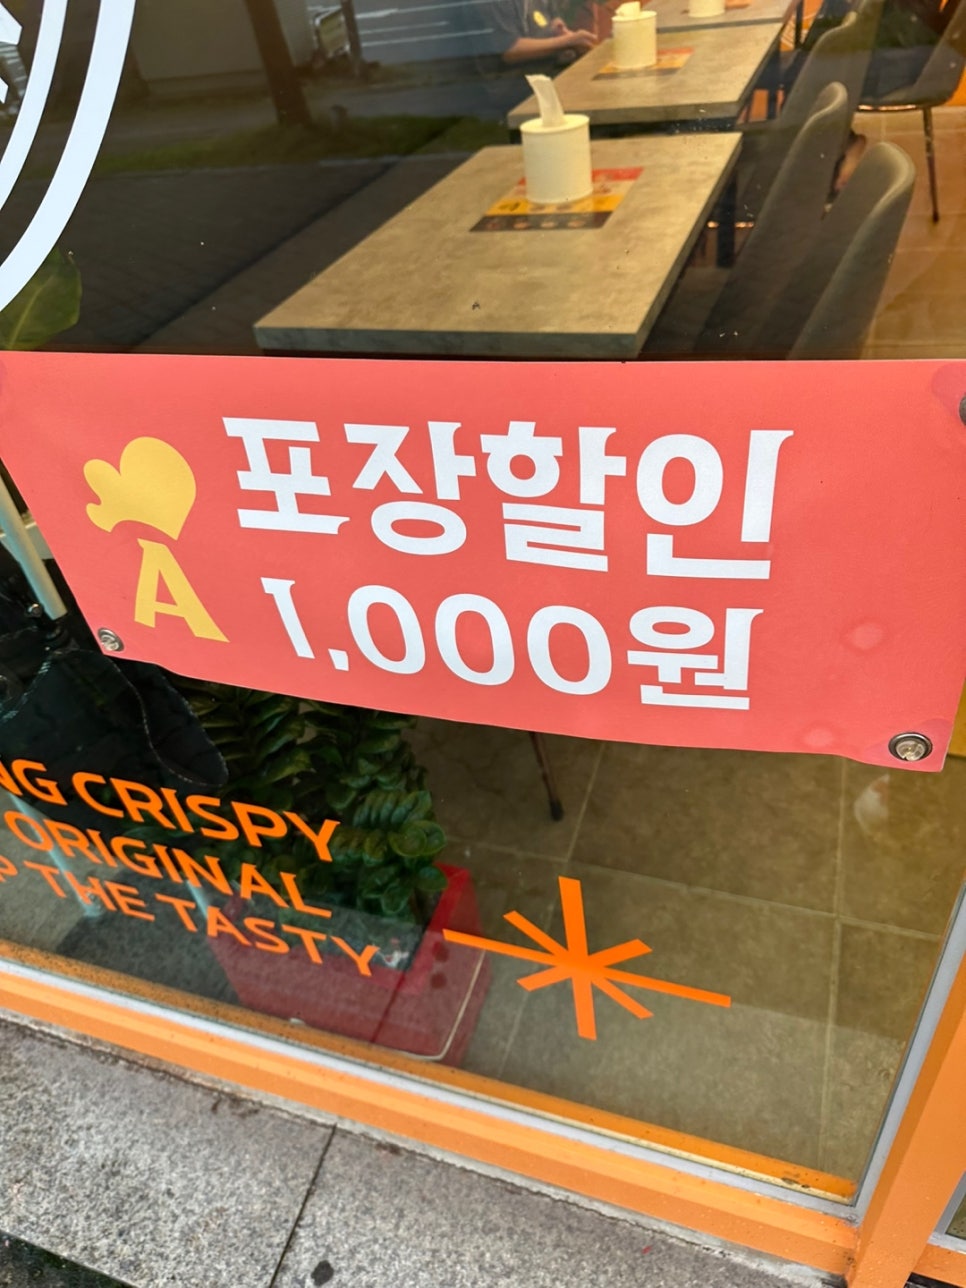 포장할인
A
1,000원
CRISPY
ORIGINAL
THE TASTY